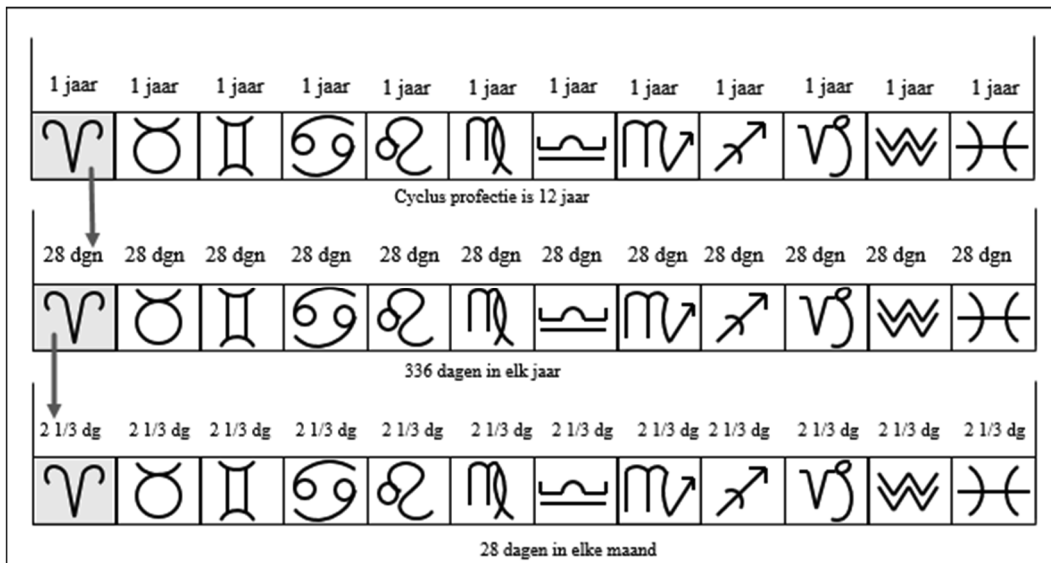 1 jaar 1 jaar 1 jaar 1 jaar 1 jaar 1 jaar 1 jaar 1 jaar 1 jaar 1 jaar 1 jaar 1 jaar
♈ ♉ ♊ ♋ ♌ ♍ ♎ ♏ ♐ ♑ ♒ ♓
Cyclus profectie is 12 jaar
28 dgn 28 dgn 28 dgn 28 dgn 28 dgn 28 dgn 28 dgn 28 dgn 28 dgn 28 dgn 28 dgn 28 dgn
♈ ♉ ♊ ♋ ♌ ♍ ♎ ♏ ♐ ♑ ♒ ♓
336 dagen in elk jaar
2 1/3 dg 2 1/3 dg 2 1/3 dg 2 1/3 dg 2 1/3 dg 2 1/3 dg 2 1/3 dg 2 1/3 dg 2 1/3 dg 2 1/3 dg 2 1/3 dg 2 1/3 dg
♈ ♉ ♊ ♋ ♌ ♍ ♎ ♏ ♐ ♑ ♒ ♓
28 dagen in elke maand